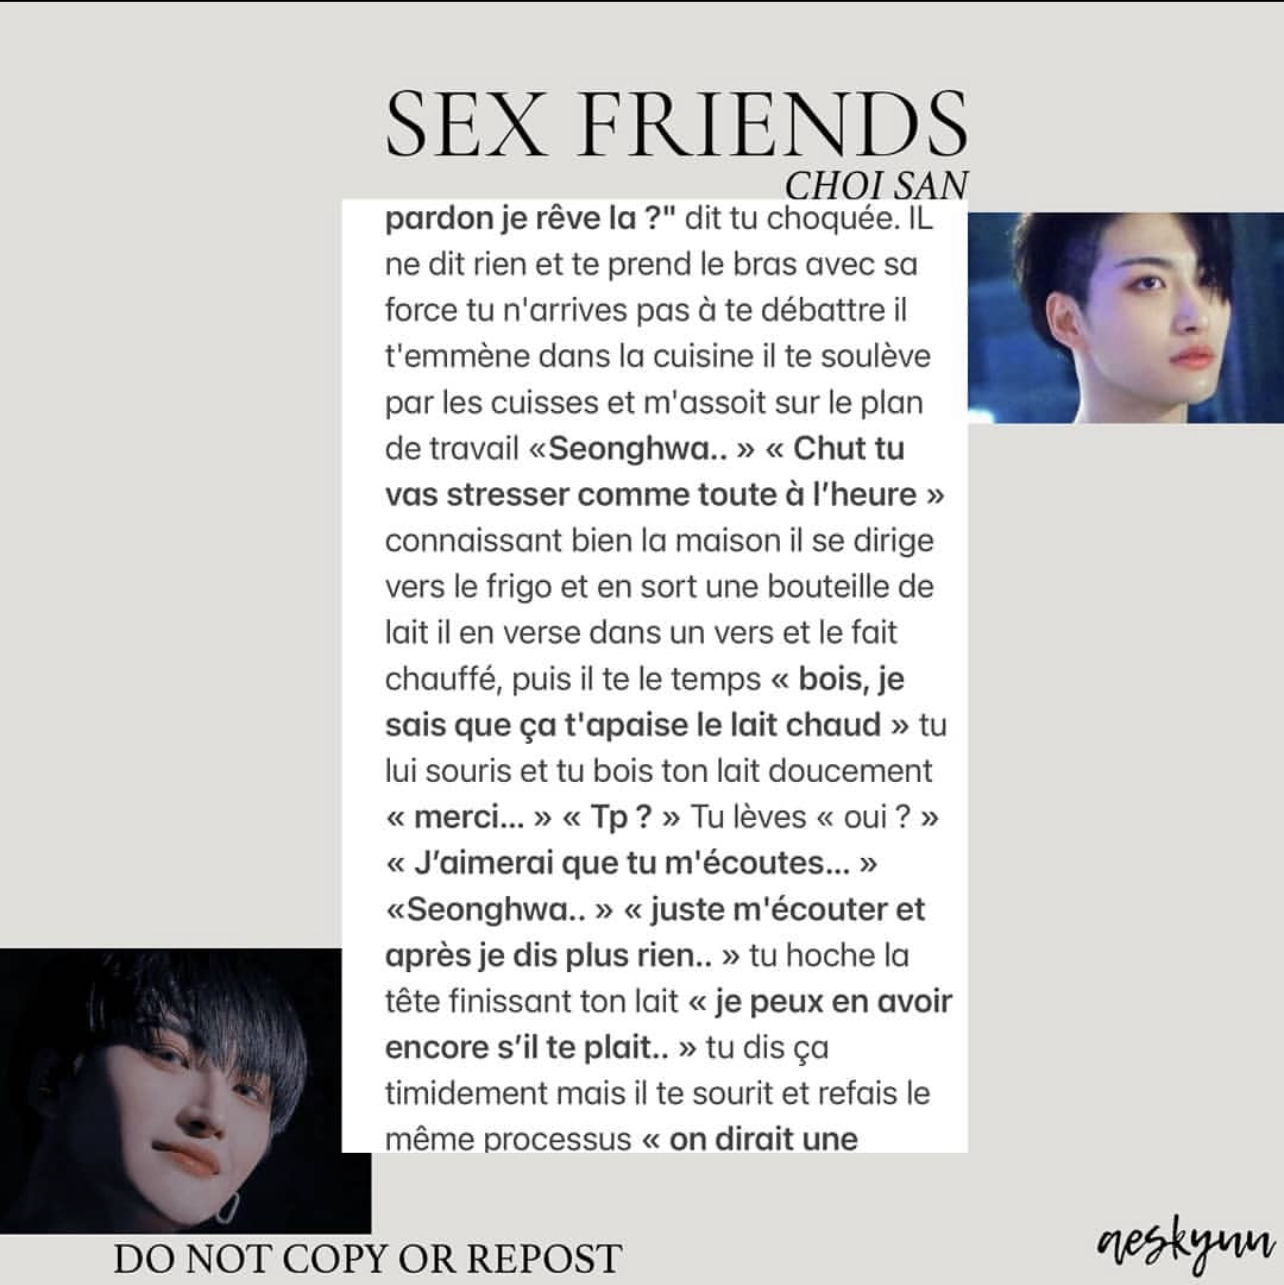 SEX FRIENDS
CHOI SAN
pardon je rêve la ?" dit tu choquée. IL
ne dit rien et te prend le bras avec sa
force tu n'arrives pas à te débattre il
t'emmène dans la cuisine il te soulève
par les cuisses et m'assoit sur le plan
de travail «Seonghwa.. » « Chut tu
vas stresser comme toute à l’heure »
connaissant bien la maison il se dirige
vers le frigo et en sort une bouteille de
lait il en verse dans un vers et le fait
chauffé, puis il te le temps « bois, je
sais que ça t'apaise le lait chaud » tu
lui souris et tu bois ton lait doucement
« merci... » « Tp ? » Tu lèves « oui ? »
« J’aimerai que tu m'écoutes... »
«Seonghwa.. » « juste m'écouter et
après je dis plus rien.. » tu hoche la
tête finissant ton lait « je peux en avoir
encore s’il te plait.. » tu dis ça
timidement mais il te sourit et refais le
même processus « on dirait une
DO NOT COPY OR REPOST
aeskynn